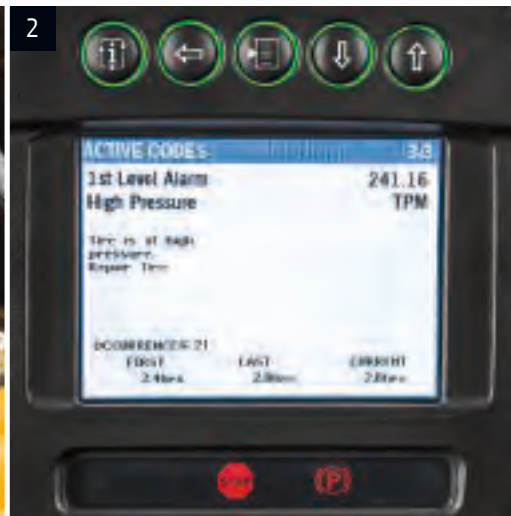 2
ACTIVE CODES 3/3
1st Level Alarm 241.16
High Pressure TPM
Tire is at high
pressure.
Repair Tire
OCCURRENCES 21
FIRST LAST CURRENT
STOP
(P)